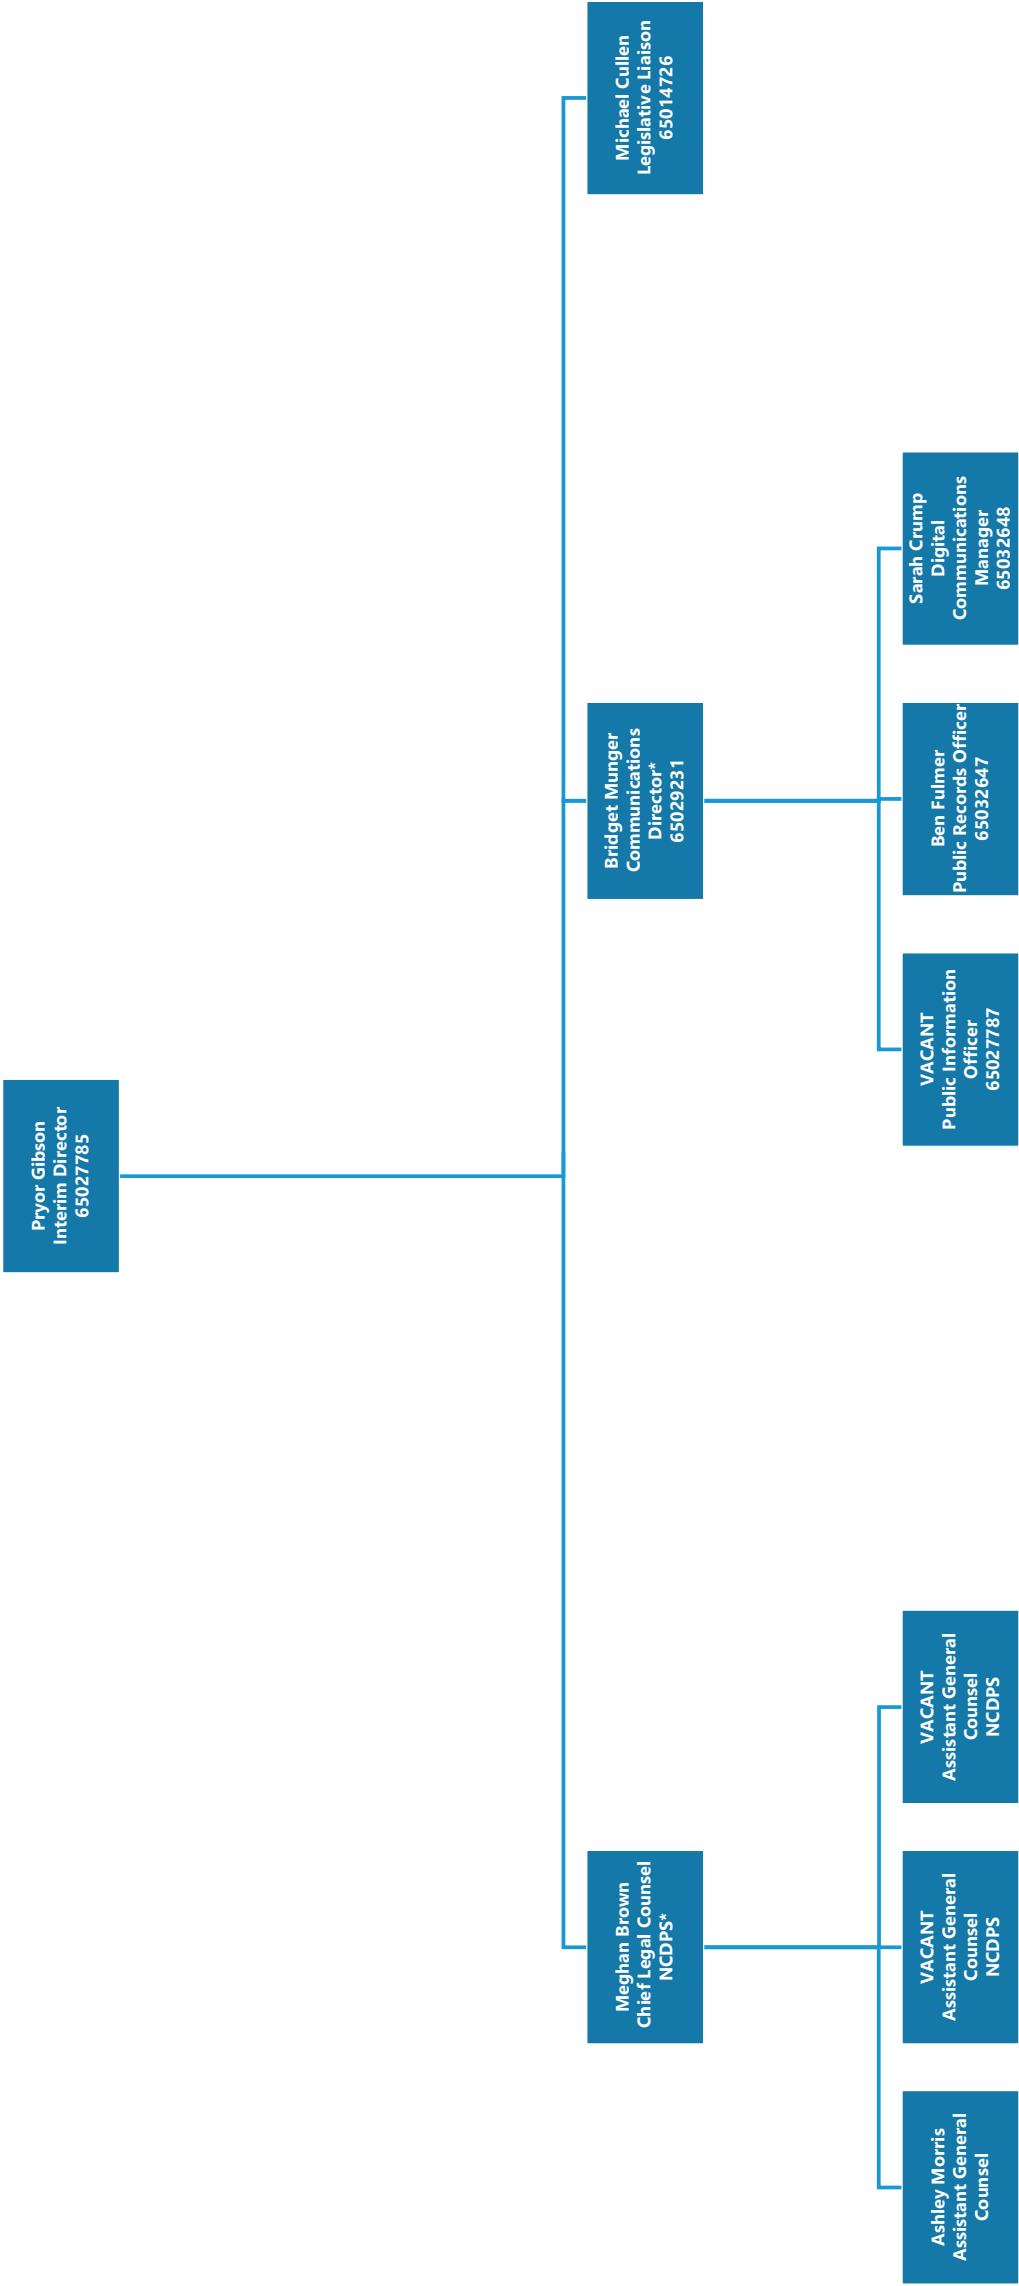 Pryor Gibson
Interim Director
65027785
Meghan Brown
Chief Legal Counsel
NCDPS*
Bridget Munger
Communications
Director*
65029231
Michael Cullen
Legislative Liaison
65014726
Ashley Morris
Assistant General
Counsel
VACANT
Assistant General
Counsel
NCDPS
VACANT
Assistant General
Counsel
NCDPS
VACANT
Public Information
Officer
65027787
Ben Fulmer
Public Records Officer
65032647
Sarah Crump
Digital
Communications
Manager
65032648